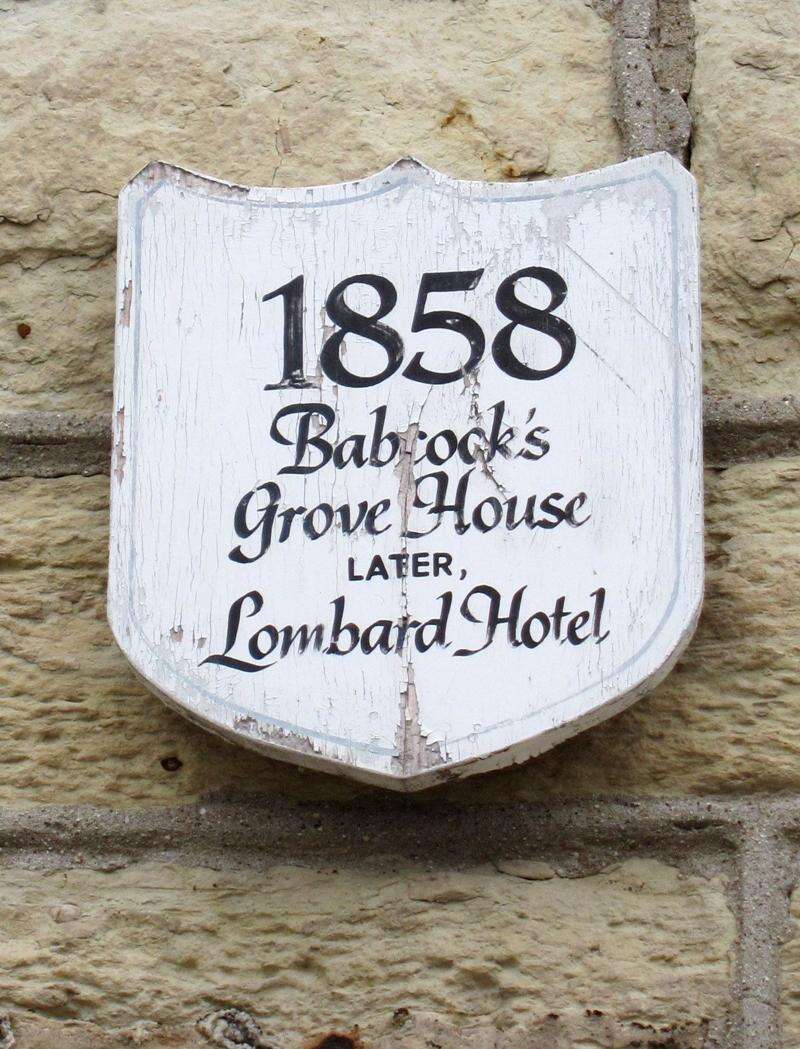 1858
Babcock's
Grove House
LATER,
Lombard Hotel